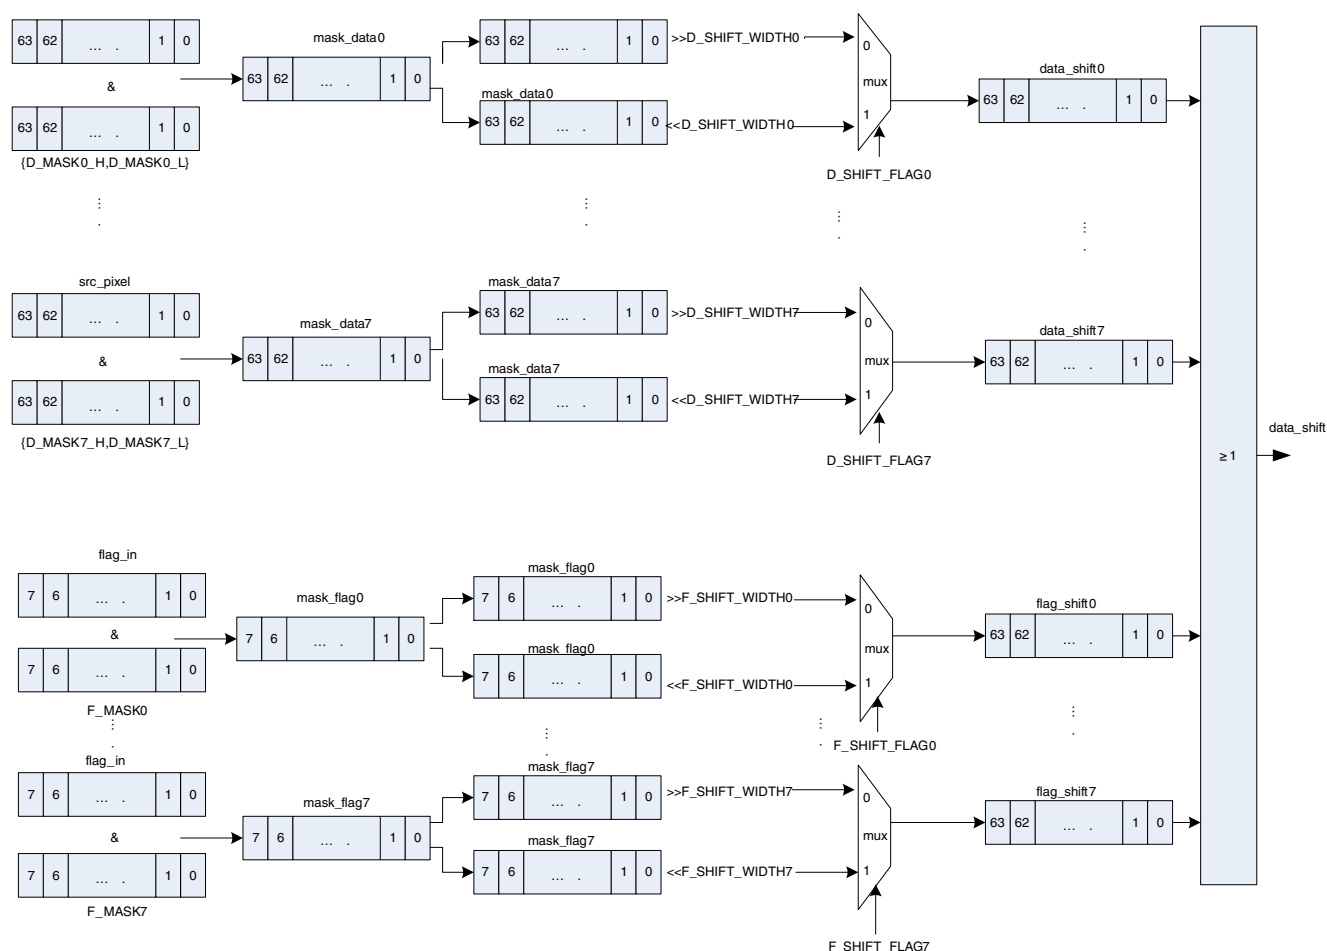 63 62 ... . 1 0
&
63 62 ... . 1 0
{D_MASK0_H,D_MASK0_L}
mask_data0
63 62 ... . 1 0
63 62 ... . 1 0
>>D_SHIFT_WIDTH0
mask_data0
63 62 ... . 1 0
<<D_SHIFT_WIDTH0
0
mux
1
D_SHIFT_FLAG0
data_shift0
63 62 ... . 1 0
src_pixel
63 62 ... . 1 0
&
63 62 ... . 1 0
{D_MASK7_H,D_MASK7_L}
mask_data7
63 62 ... . 1 0
mask_data7
63 62 ... . 1 0
>>D_SHIFT_WIDTH7
mask_data7
63 62 ... . 1 0
<<D_SHIFT_WIDTH7
0
mux
1
D_SHIFT_FLAG7
data_shift7
63 62 ... . 1 0
≥1
data_shift
flag_in
7 6 ... . 1 0
&
7 6 ... . 1 0
F_MASK0
mask_flag0
7 6 ... . 1 0
mask_flag0
7 6 ... . 1 0
>>F_SHIFT_WIDTH0
mask_flag0
7 6 ... . 1 0
<<F_SHIFT_WIDTH0
0
mux
1
F_SHIFT_FLAG0
flag_shift0
63 62 ... . 1 0
flag_in
7 6 ... . 1 0
&
7 6 ... . 1 0
F_MASK7
mask_flag7
7 6 ... . 1 0
mask_flag7
7 6 ... . 1 0
>>F_SHIFT_WIDTH7
mask_flag7
7 6 ... . 1 0
<<F_SHIFT_WIDTH7
0
mux
1
F_SHIFT_FLAG7
flag_shift7
63 62 ... . 1 0